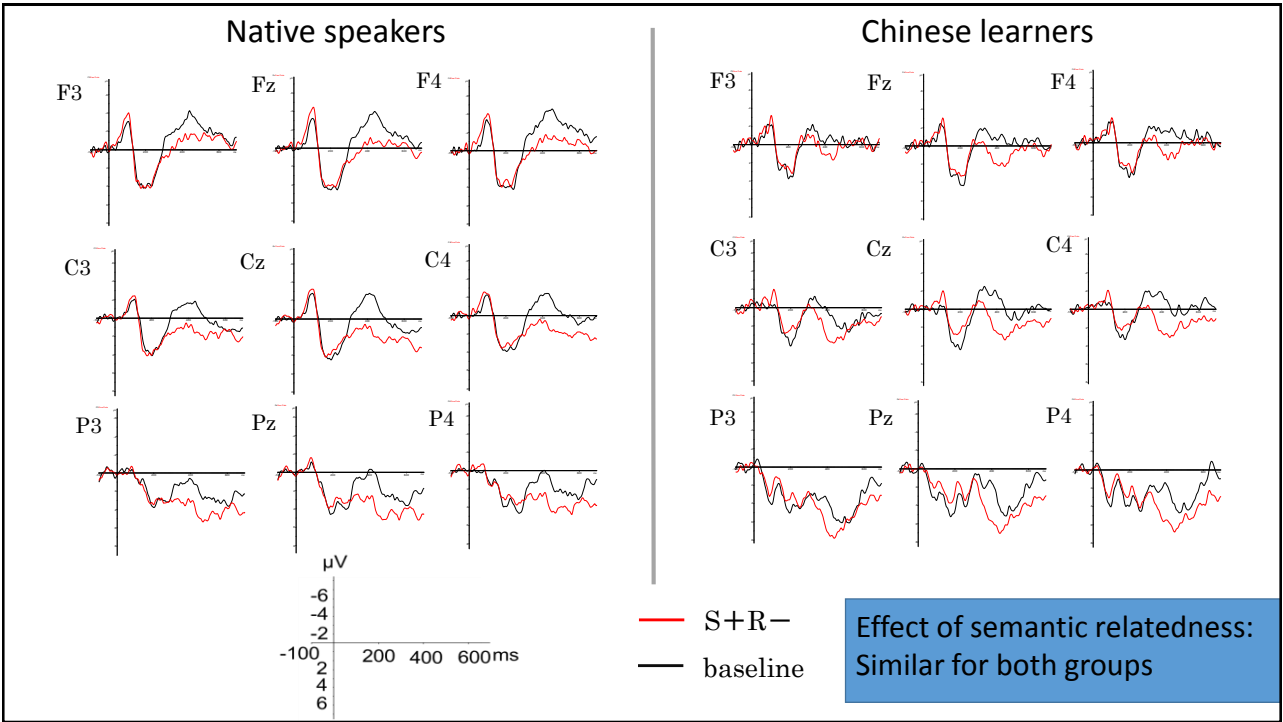 Native speakers
Chinese learners
F3
Fz
F4
C3
Cz
C4
P3
Pz
P4
F3
Fz
F4
C3
Cz
C4
P3
Pz
P4
µV
-6
-4
-2
-100 200 400 600 ms
2
4
6
S+R−
baseline
Effect of semantic relatedness:
Similar for both groups